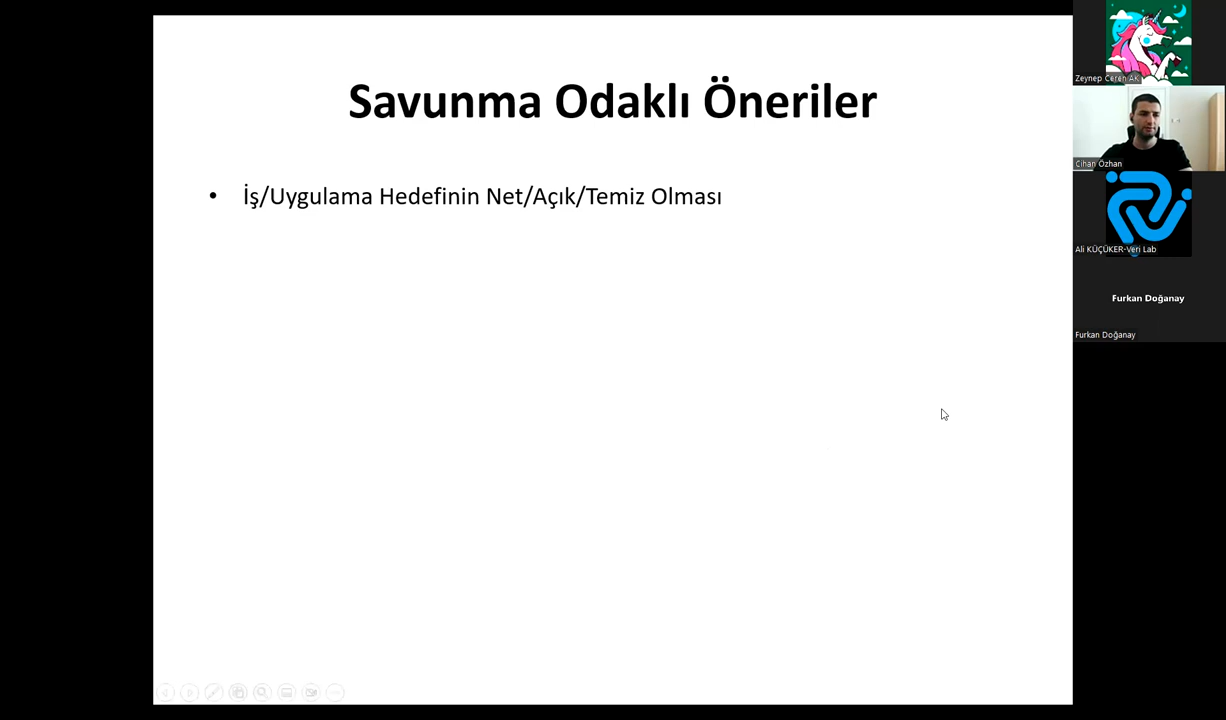 Savunma Odaklı Öneriler
• İş/Uygulama Hedefinin Net/Açık/Temiz Olması
Zeynep Ceren AK
Cihan Özhan
Ali KÜÇÜKER-Veri Lab
Furkan Doğanay
Furkan Doğanay